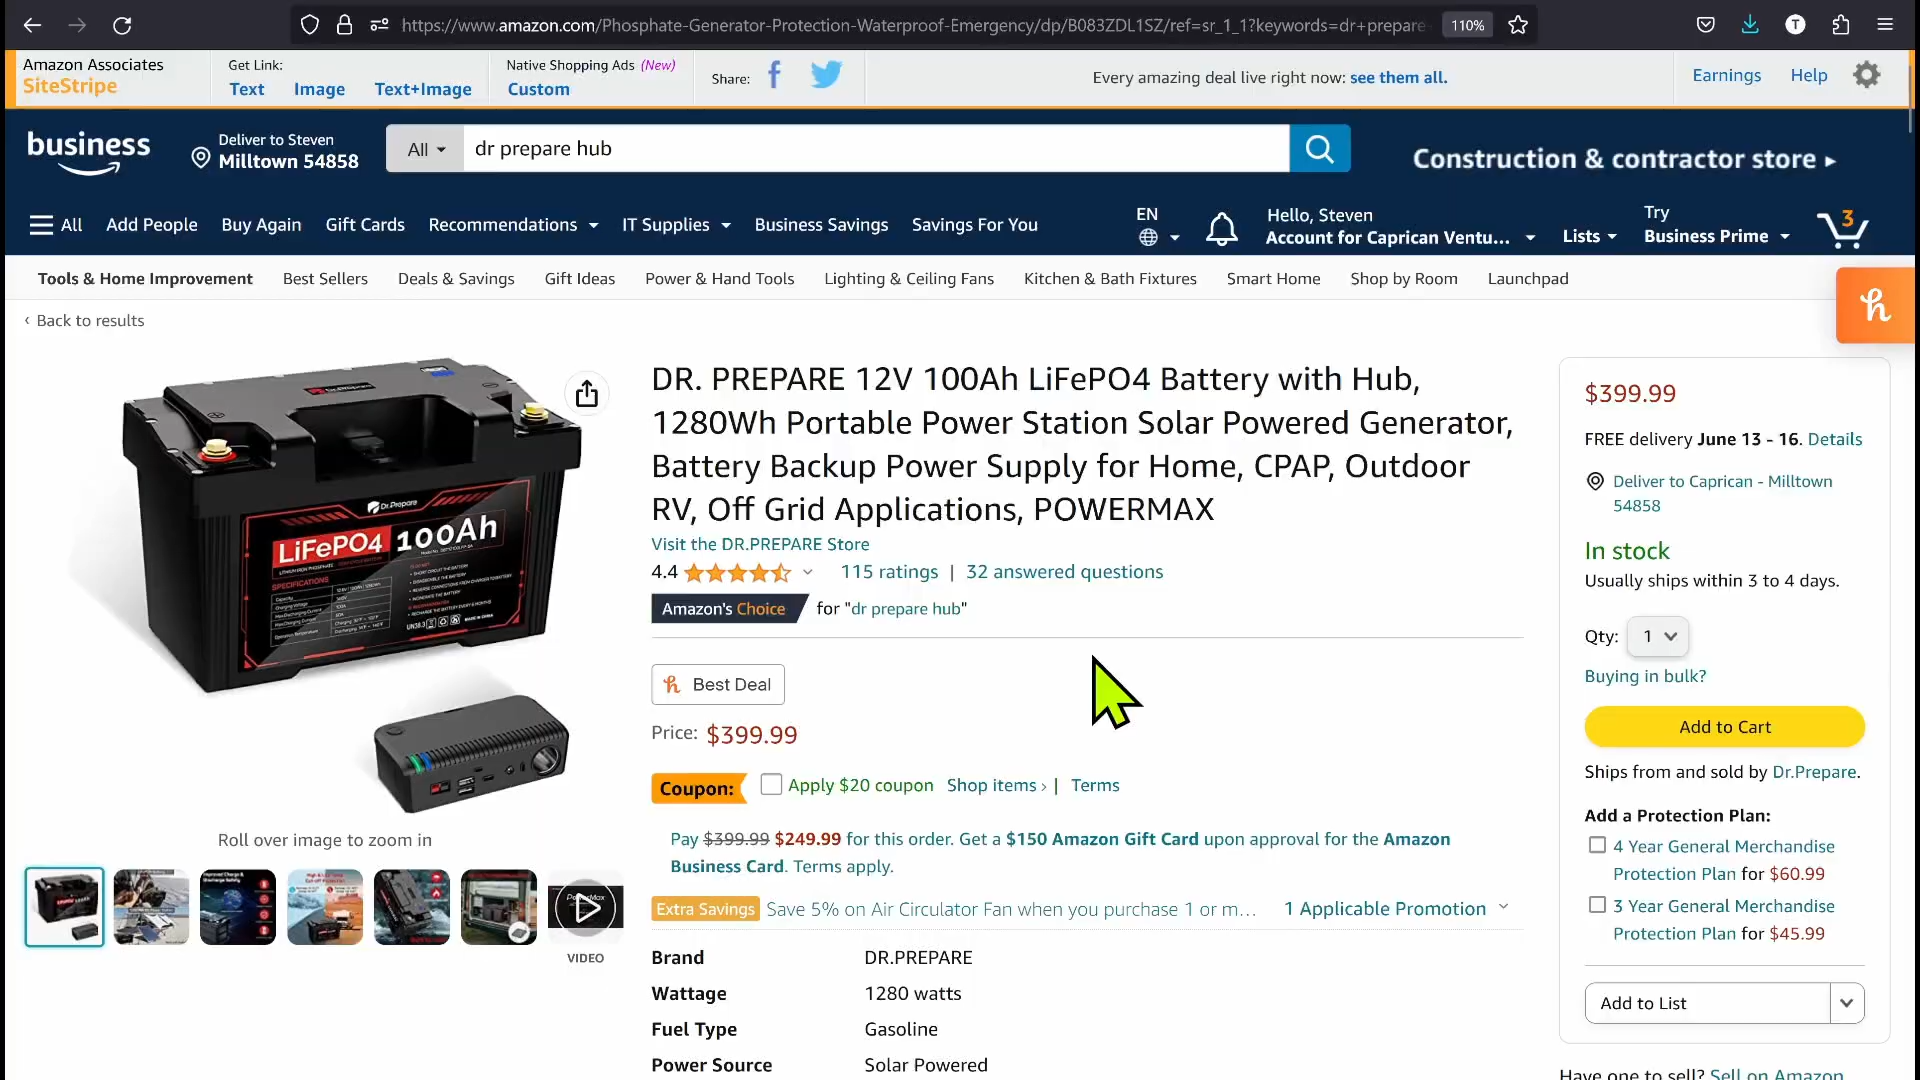 https://www.amazon.com/Phosphate-Generator-Protection-Waterproof-Emergency/dp/B083ZDL1SZ/ref=sr_1_1?keywords=dr+prepare
110%
T
Amazon Associates
SiteStripe
Get Link:
Text Image Text+Image
Native Shopping Ads (New)
Custom
Share:
Every amazing deal live right now: see them all.
Earnings Help
business
Deliver to Steven
Milltown 54858
All
dr prepare hub
Construction & contractor store
All Add People Buy Again Gift Cards Recommendations IT Supplies Business Savings Savings For You
EN
Hello, Steven
Account for Caprican Ventu...
Lists
Try
Business Prime
3
Tools & Home Improvement Best Sellers Deals & Savings Gift Ideas Power & Hand Tools Lighting & Ceiling Fans Kitchen & Bath Fixtures Smart Home Shop by Room Launchpad
‹ Back to results
Dr.Prepare
LiFePO4 100Ah
SPECIFICATIONS
Roll over image to zoom in
VIDEO
DR. PREPARE 12V 100Ah LiFePO4 Battery with Hub,
1280Wh Portable Power Station Solar Powered Generator,
Battery Backup Power Supply for Home, CPAP, Outdoor
RV, Off Grid Applications, POWERMAX
Visit the DR.PREPARE Store
4.4 115 ratings | 32 answered questions
Amazon's Choice for "dr prepare hub"
Best Deal
Price: $399.99
Coupon: Apply $20 coupon Shop items › | Terms
Pay $399.99 $249.99 for this order. Get a $150 Amazon Gift Card upon approval for the Amazon
Business Card. Terms apply.
Extra Savings Save 5% on Air Circulator Fan when you purchase 1 or m... 1 Applicable Promotion
Brand DR.PREPARE
Wattage 1280 watts
Fuel Type Gasoline
Power Source Solar Powered
$399.99
FREE delivery June 13 - 16. Details
Deliver to Caprican - Milltown
54858
In stock
Usually ships within 3 to 4 days.
Qty: 1
Buying in bulk?
Add to Cart
Ships from and sold by Dr.Prepare.
Add a Protection Plan:
4 Year General Merchandise
Protection Plan for $60.99
3 Year General Merchandise
Protection Plan for $45.99
Add to List
Have one to sell? Sell on Amazon